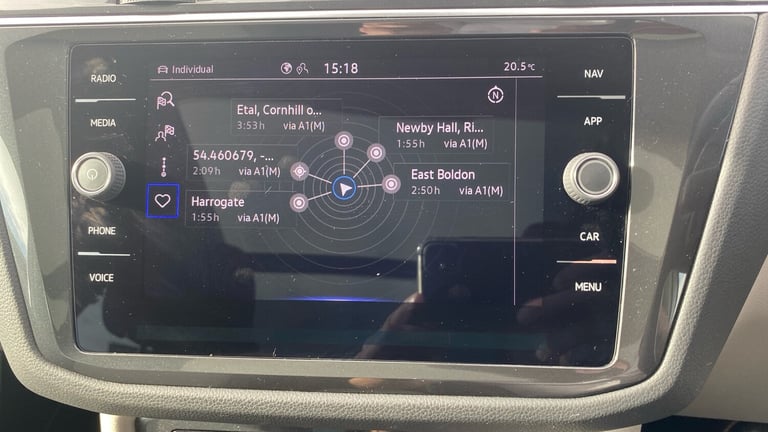 RADIO
MEDIA
PHONE
VOICE
Individual
15:18
20.5°C
N
Etal, Cornhill o...
3:53h via A1(M)
Newby Hall, Ri...
1:55h via A1(M)
54.460679, -...
2:09h via A1(M)
East Boldon
2:50h via A1(M)
Harrogate
1:55h via A1(M)
NAV
APP
CAR
MENU